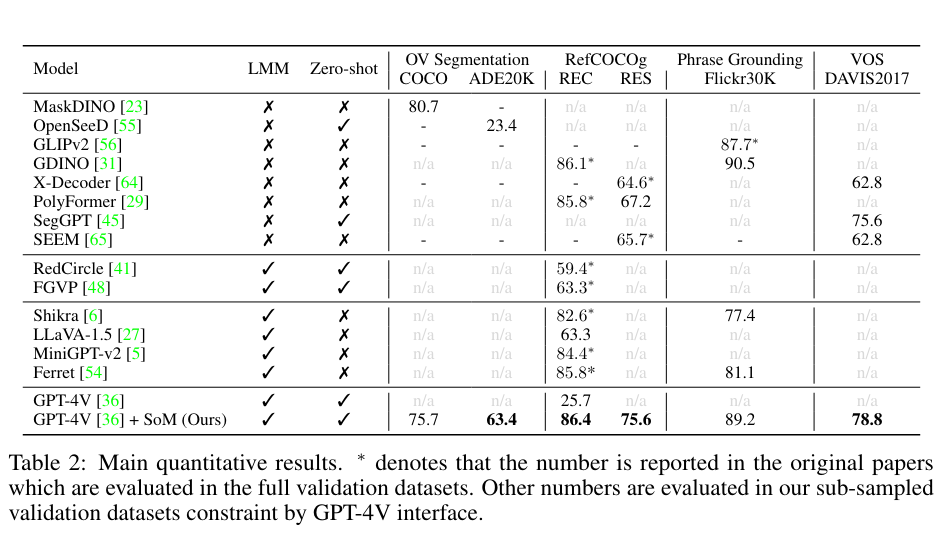 Model LMM Zero-shot OV Segmentation RefCOCOg Phrase Grounding VOS
COCO ADE20K REC RES Flickr30K DAVIS2017
MaskDINO [23] ✗ ✗ 80.7 - n/a n/a n/a n/a
OpenSeeD [55] ✗ ✓ - 23.4 n/a n/a n/a n/a
GLIPv2 [56] ✗ ✗ - - - - 87.7* n/a
GDINO [31] ✗ ✗ n/a n/a 86.1* n/a 90.5 n/a
X-Decoder [64] ✗ ✗ - - - 64.6* n/a 62.8
PolyFormer [29] ✗ ✗ n/a n/a 85.8* 67.2 n/a n/a
SegGPT [45] ✗ ✓ n/a n/a n/a n/a n/a 75.6
SEEM [65] ✗ ✗ - - - 65.7* - 62.8
RedCircle [41] ✓ ✓ n/a n/a 59.4* n/a n/a n/a
FGVP [48] ✓ ✓ n/a n/a 63.3* n/a n/a n/a
Shikra [6] ✓ ✗ n/a n/a 82.6* n/a 77.4 n/a
LLaVA-1.5 [27] ✓ ✗ n/a n/a 63.3 n/a n/a n/a
MiniGPT-v2 [5] ✓ ✗ n/a n/a 84.4* n/a n/a n/a
Ferret [54] ✓ ✗ n/a n/a 85.8* n/a 81.1 n/a
GPT-4V [36] ✓ ✓ n/a n/a 25.7 n/a n/a n/a
GPT-4V [36] + SoM (Ours) ✓ ✓ 75.7 63.4 86.4 75.6 89.2 78.8
Table 2: Main quantitative results. * denotes that the number is reported in the original papers
which are evaluated in the full validation datasets. Other numbers are evaluated in our sub-sampled
validation datasets constraint by GPT-4V interface.